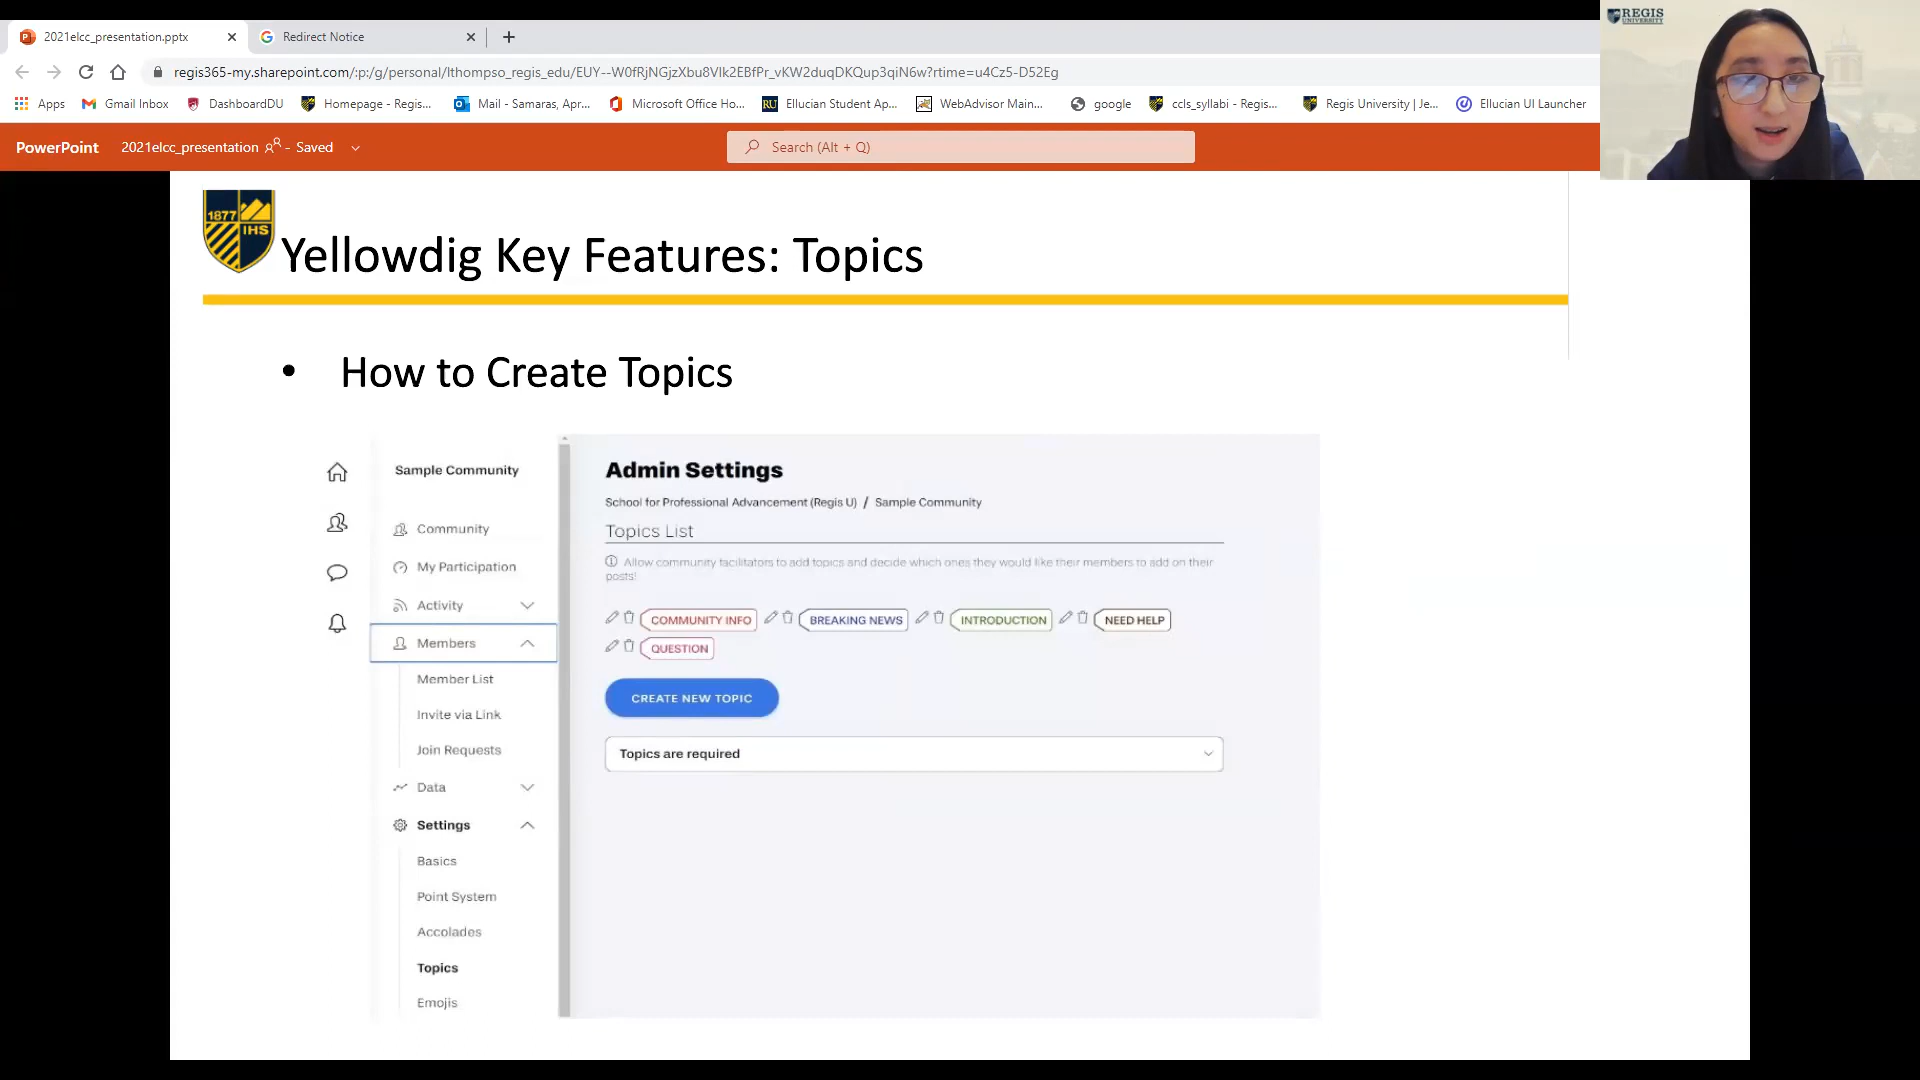 2021elcc_presentation.pptx
Redirect Notice
regis365-my.sharepoint.com/:p:/g/personal/lthompso_regis_edu/EUY--W0fRjNGjzXbu8Vlk2EBfPr_vKW2duqDKQup3qiN6w?rtime=u4Cz5-D52Eg
Apps Gmail Inbox DashboardDU Homepage - Regis... Mail - Samaras, Apr... Microsoft Office Ho... RU Ellucian Student Ap... WebAdvisor Main... google ccls_syllabi - Regis... Regis University | Je... Ellucian UI Launcher
PowerPoint 2021elcc_presentation - Saved Search (Alt + Q)
REGIS
UNIVERSITY
1877
IHS
Yellowdig Key Features: Topics
• How to Create Topics
Sample Community
Community
My Participation
Activity
Members
Member List
Invite via Link
Join Requests
Data
Settings
Basics
Point System
Accolades
Topics
Emojis
Admin Settings
School for Professional Advancement (Regis U) / Sample Community
Topics List
Allow community facilitators to add topics and decide which ones they would like their members to add on their
posts!
COMMUNITY INFO BREAKING NEWS INTRODUCTION NEED HELP
QUESTION
CREATE NEW TOPIC
Topics are required